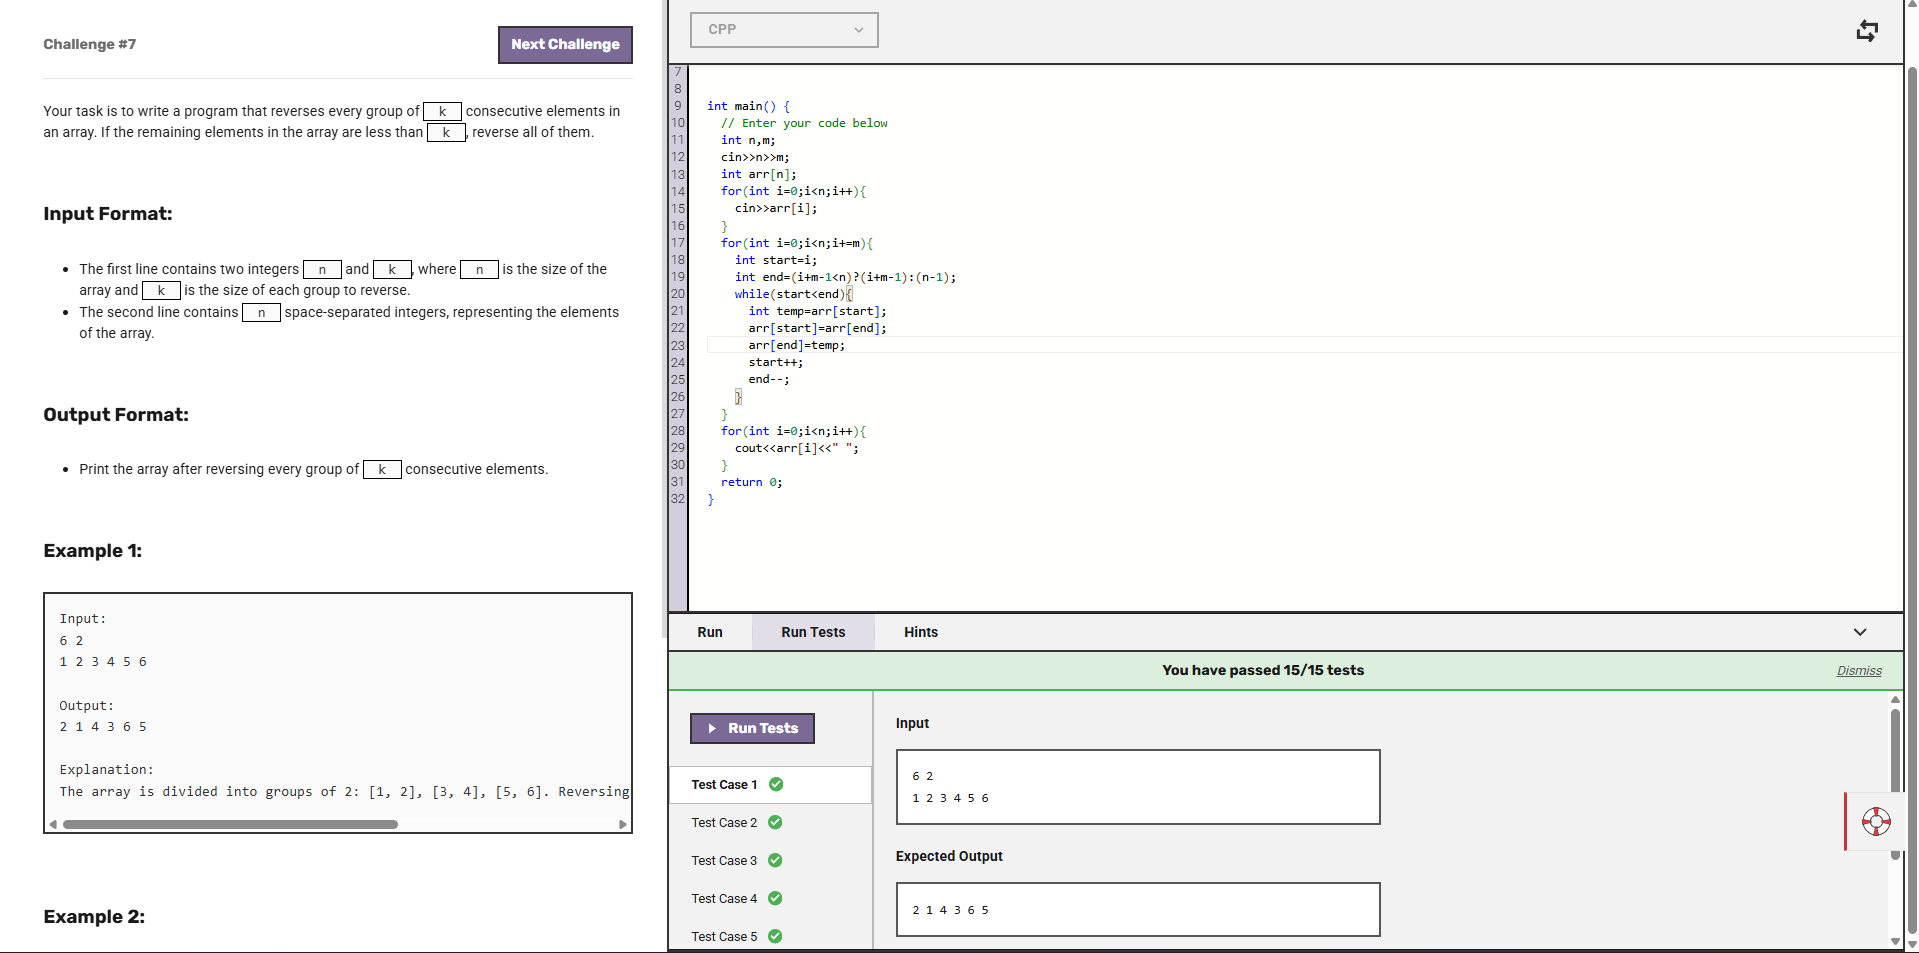 Challenge #7
Next Challenge
Your task is to write a program that reverses every group of k consecutive elements in
an array. If the remaining elements in the array are less than k, reverse all of them.
Input Format:
• The first line contains two integers n and k, where n is the size of the
array and k is the size of each group to reverse.
• The second line contains n space-separated integers, representing the elements
of the array.
Output Format:
• Print the array after reversing every group of k consecutive elements.
Example 1:
Input:
6 2
1 2 3 4 5 6
Output:
2 1 4 3 6 5
Explanation:
The array is divided into groups of 2: [1, 2], [3, 4], [5, 6]. Reversing
Example 2:
CPP
7
8
9 int main() {
10 // Enter your code below
11 int n,m;
12 cin>>n>>m;
13 int arr[n];
14 for(int i=0;i<n;i++){
15 cin>>arr[i];
16 }
17 for(int i=0;i<n;i+=m){
18 int start=i;
19 int end=(i+m-1<n)?(i+m-1):(n-1);
20 while(start<end){
21 int temp=arr[start];
22 arr[start]=arr[end];
23 arr[end]=temp;
24 start++;
25 end--;
26 }
27 }
28 for(int i=0;i<n;i++){
29 cout<<arr[i]<<" ";
30 }
31 return 0;
32 }
Run Run Tests Hints
You have passed 15/15 tests
Dismiss
Run Tests
Test Case 1
Test Case 2
Test Case 3
Test Case 4
Test Case 5
Input
6 2
1 2 3 4 5 6
Expected Output
2 1 4 3 6 5